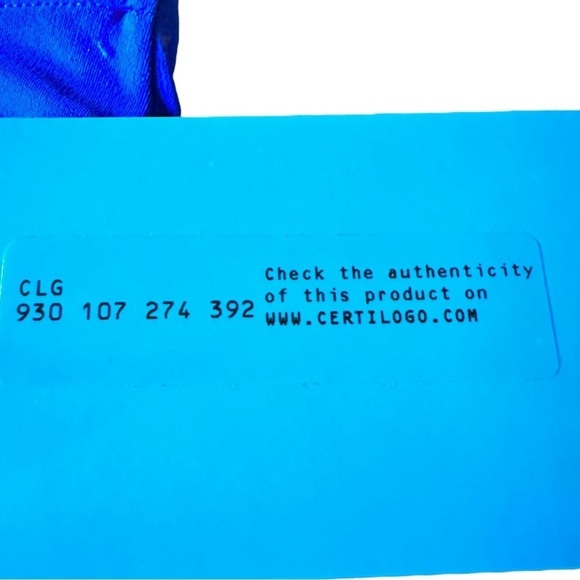 CLG
930 107 274 392
Check the authenticity
of this product on
WWW.CERTILOGO.COM